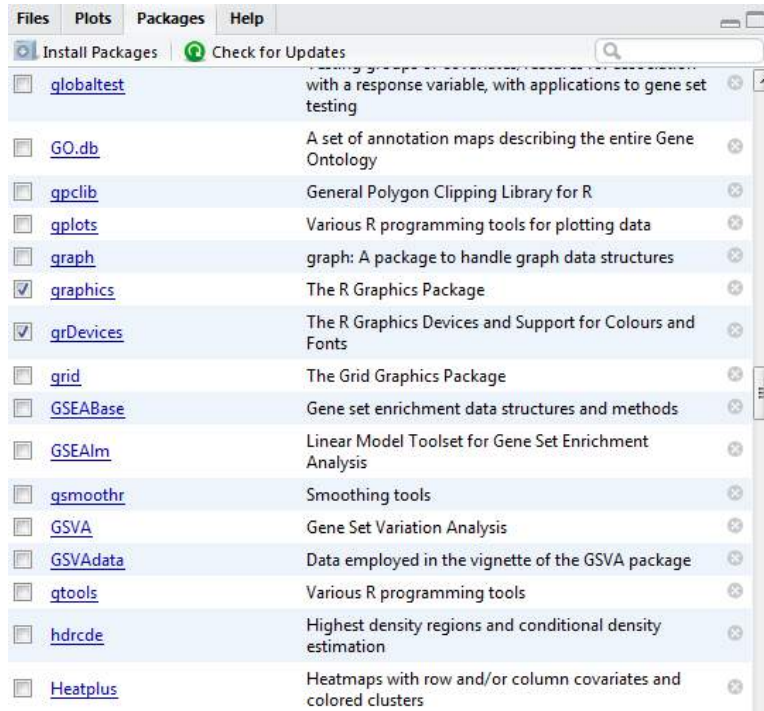 Files Plots Packages Help
Install Packages Check for Updates
globaltest
with a response variable, with applications to gene set
testing
GO.db A set of annotation maps describing the entire Gene
Ontology
gpclib General Polygon Clipping Library for R
gplots Various R programming tools for plotting data
graph graph: A package to handle graph data structures
graphics The R Graphics Package
grDevices The R Graphics Devices and Support for Colours and
Fonts
grid The Grid Graphics Package
GSEABase Gene set enrichment data structures and methods
GSEAlm Linear Model Toolset for Gene Set Enrichment
Analysis
gsmoothr Smoothing tools
GSVA Gene Set Variation Analysis
GSVAdata Data employed in the vignette of the GSVA package
gtools Various R programming tools
hdrcde Highest density regions and conditional density
estimation
Heatplus Heatmaps with row and/or column covariates and
colored clusters